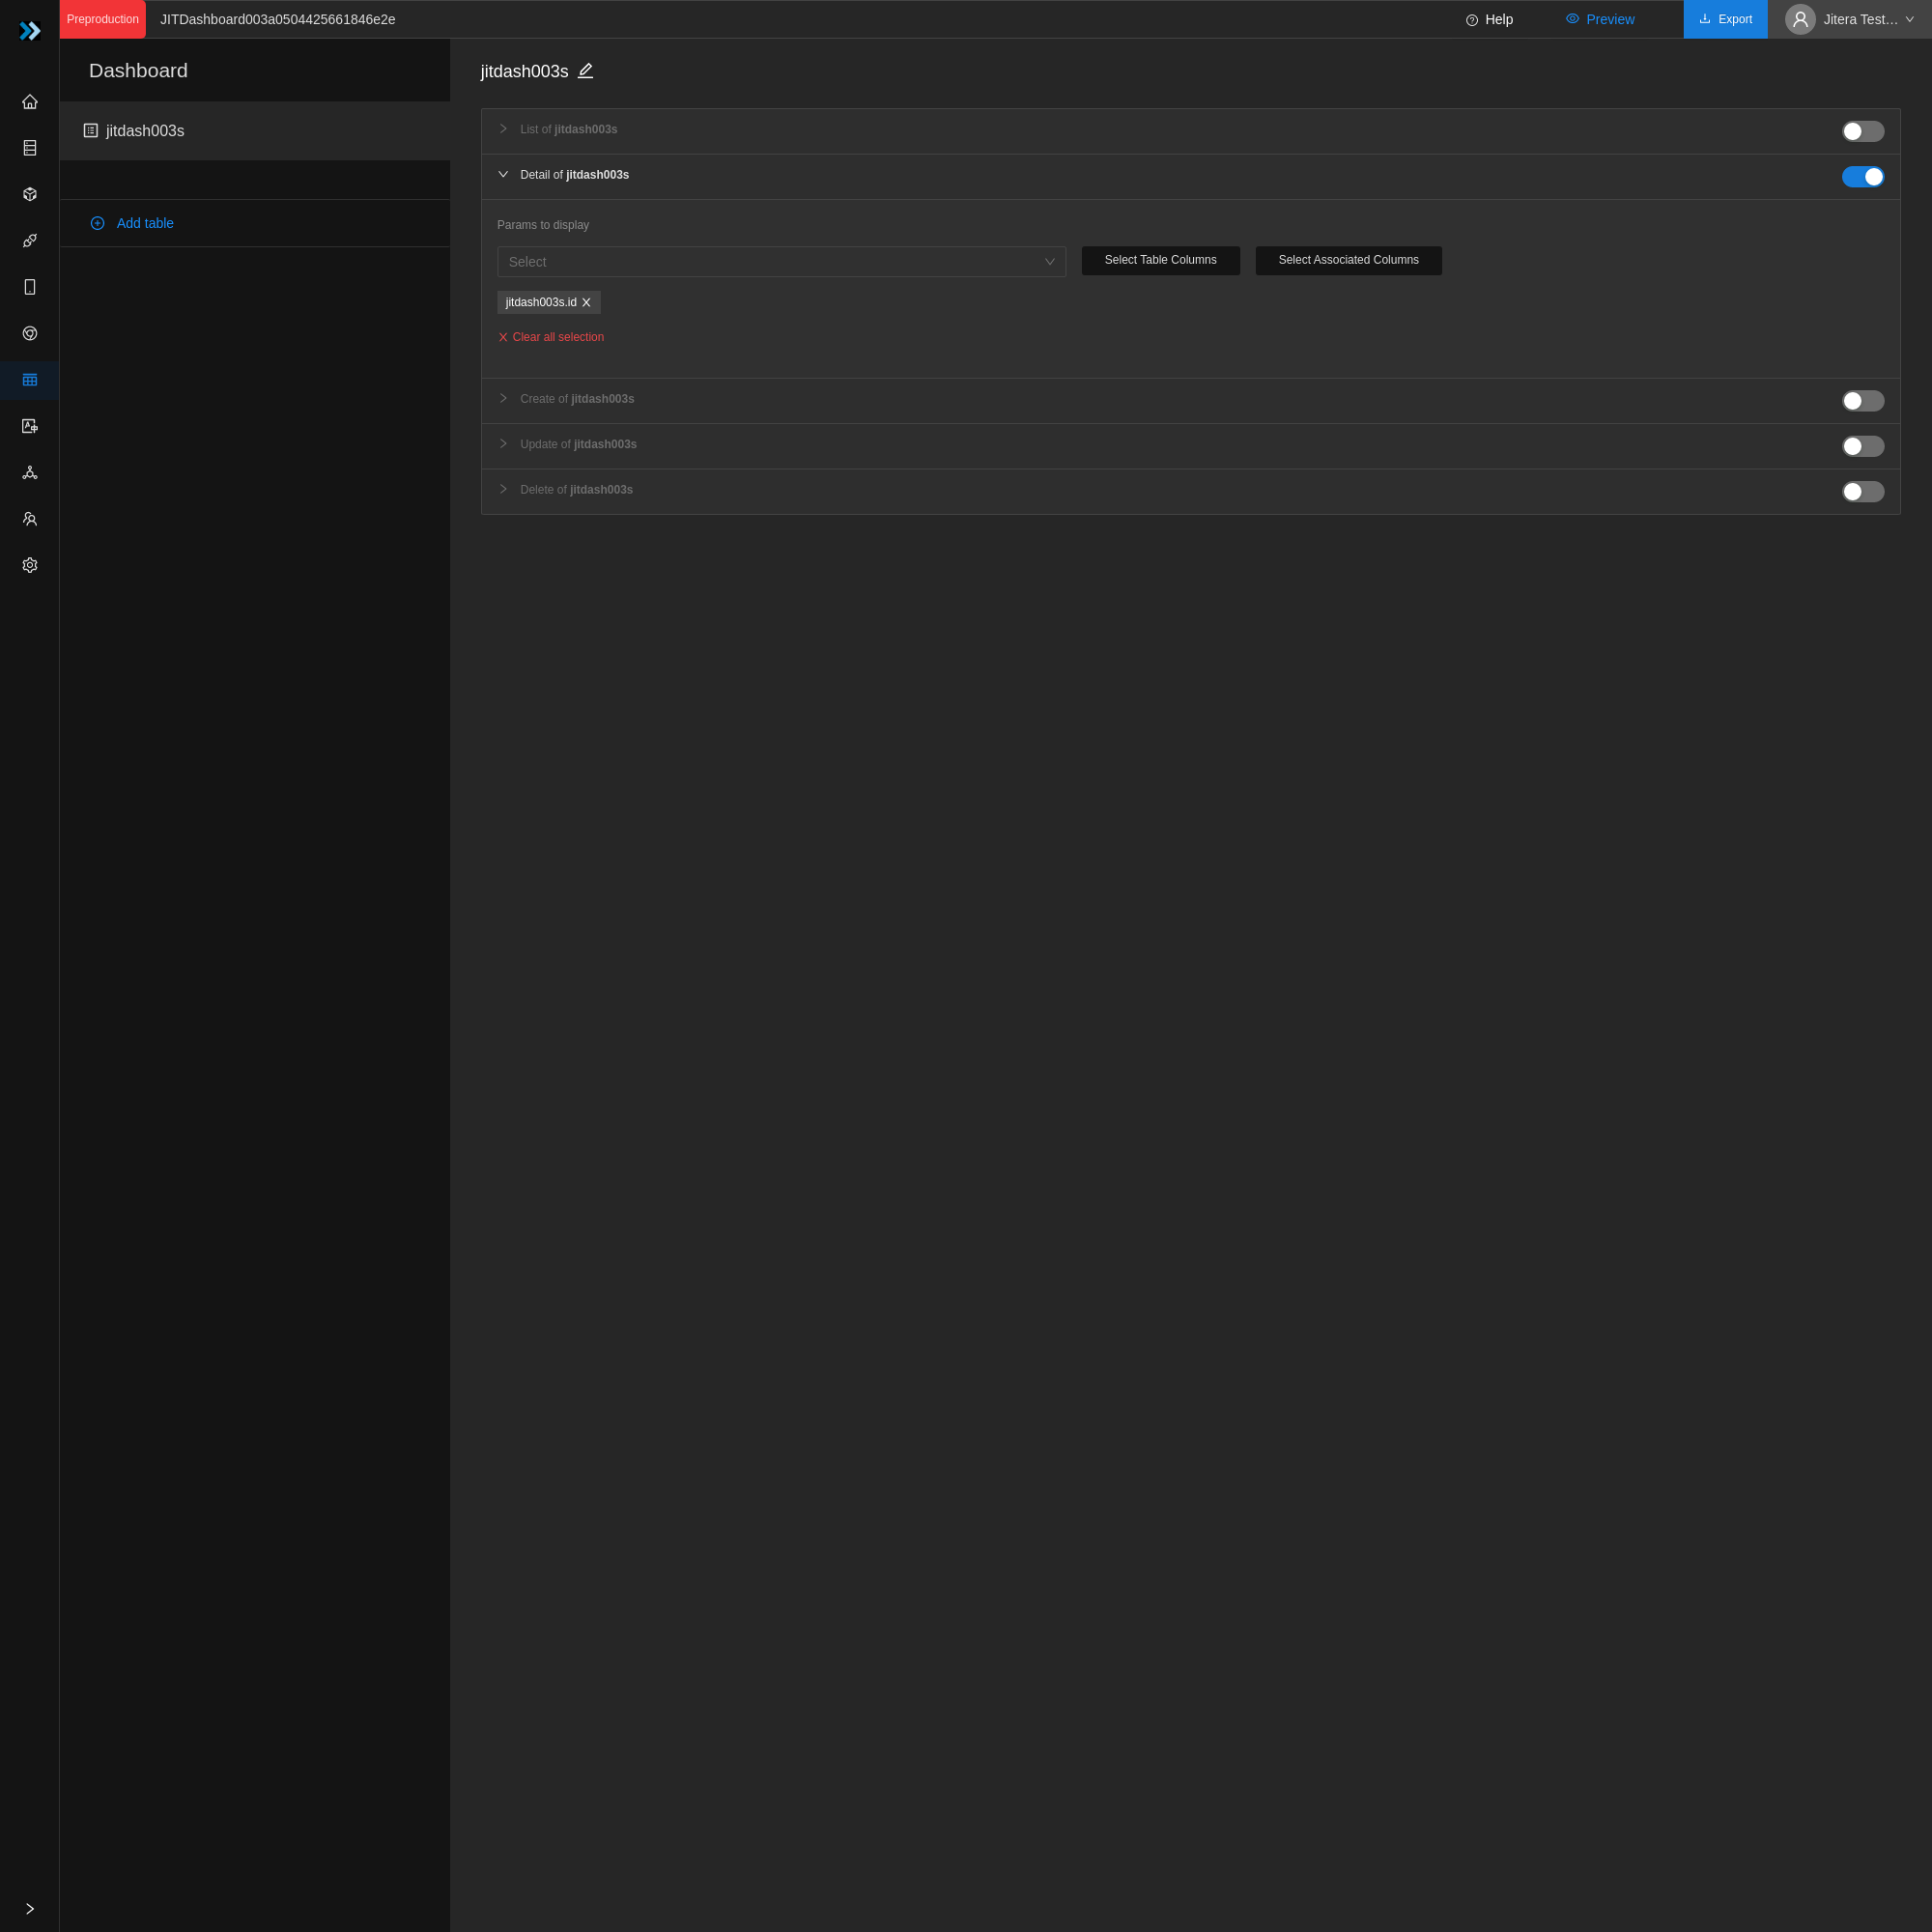 Preproduction
JITDashboard003a0504425661846e2e
Help
Preview
Export
Jitera Test…
Dashboard
jitdash003s
Add table
jitdash003s
List of jitdash003s
Detail of jitdash003s
Params to display
Select
Select Table Columns
Select Associated Columns
jitdash003s.id
Clear all selection
Create of jitdash003s
Update of jitdash003s
Delete of jitdash003s